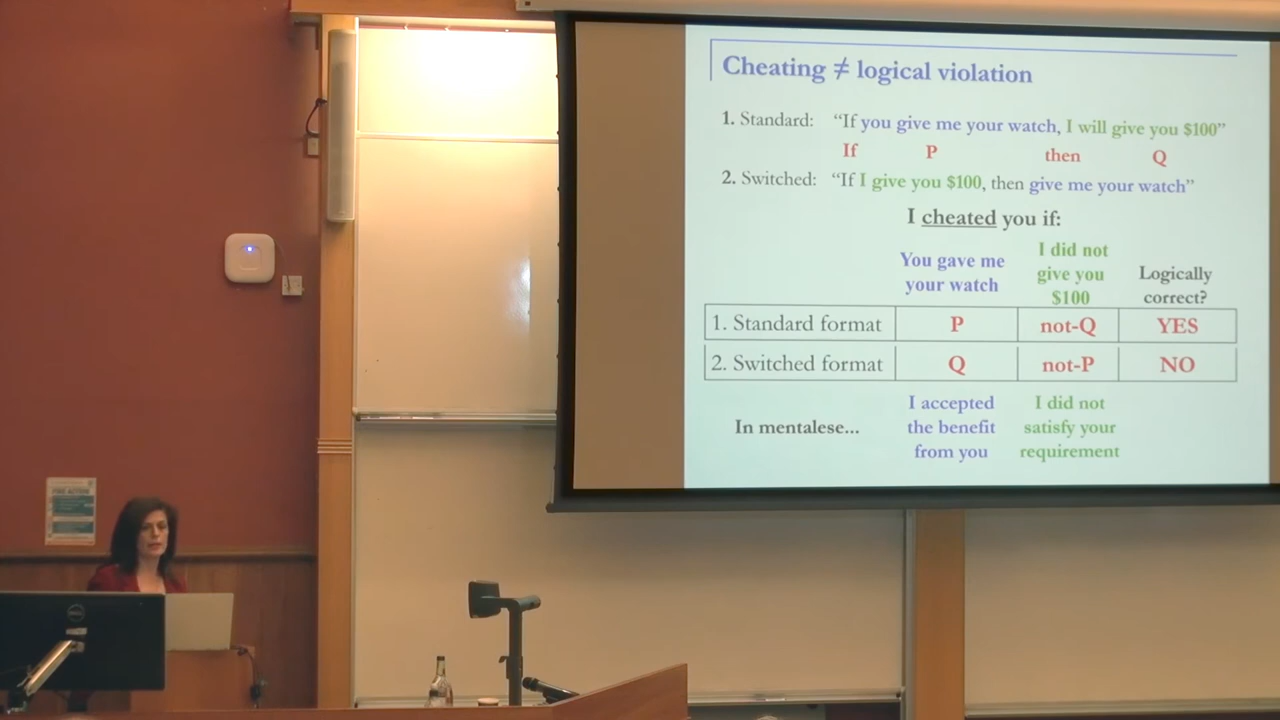 Cheating ≠ logical violation
1. Standard: “If you give me your watch, I will give you $100”
If P then Q
2. Switched: “If I give you $100, then give me your watch”
I cheated you if:
You gave me
your watch
I did not
give you
$100
Logically
correct?
1. Standard format P not-Q YES
2. Switched format Q not-P NO
In mentalese...
I accepted
the benefit
from you
I did not
satisfy your
requirement
FIRE ACTION
DELL